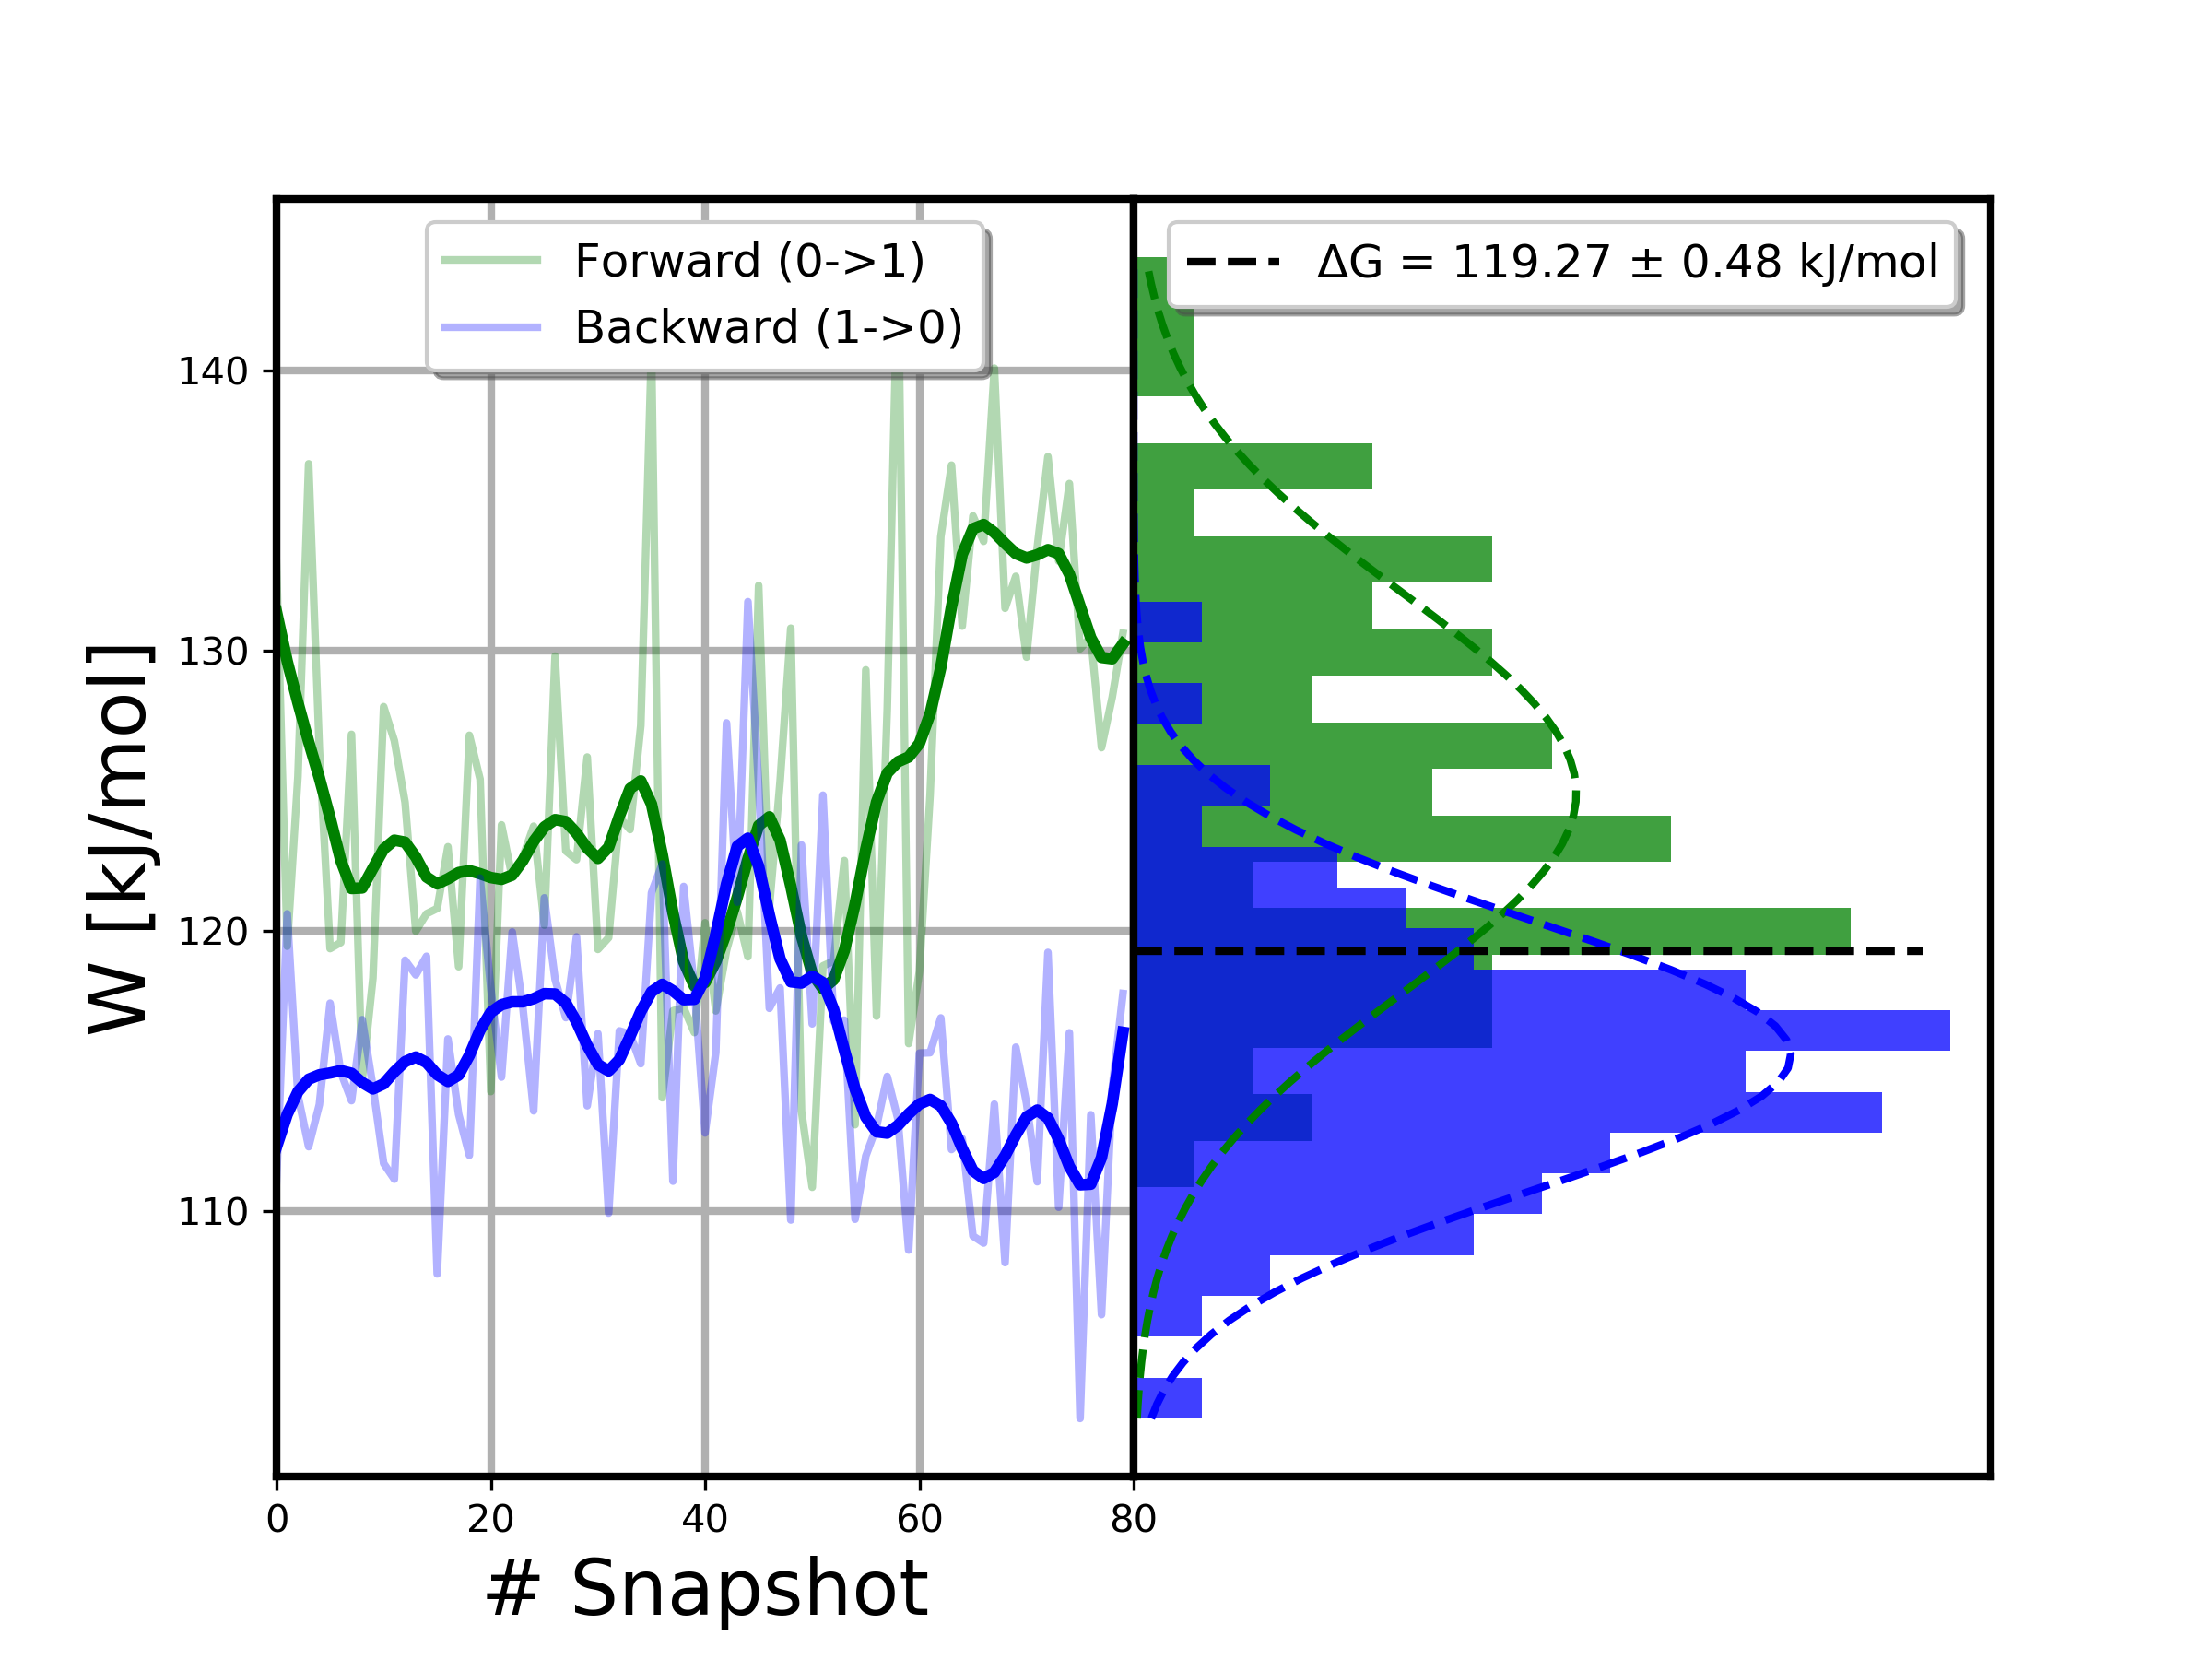 Forward (0->1)
Backward (1->0)
ΔG = 119.27 ± 0.48 kJ/mol
W [kJ/mol]
140
130
120
110
0 20 40 60 80
# Snapshot